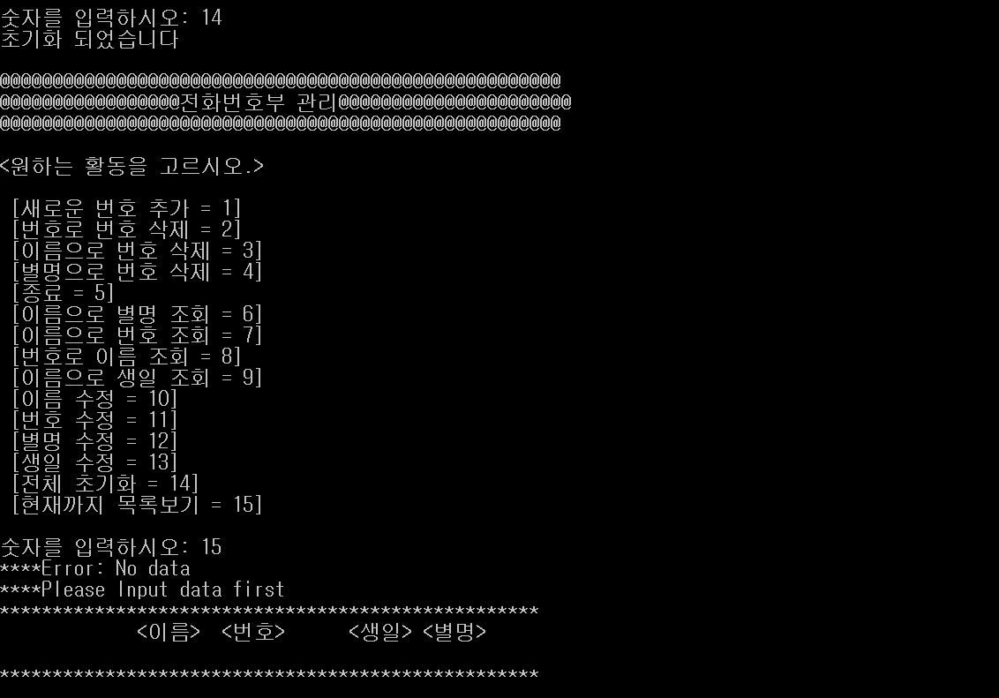 숫자를 입력하시오: 14
초기화 되었습니다
@@@@@@@@@@@@@@@@@@@@@@@@@@@@@@@@@@@@@@@@@@@@@@@@@@@@@
@@@@@@@@@@@@@@@@@전화번호부 관리@@@@@@@@@@@@@@@@@@@@@@
@@@@@@@@@@@@@@@@@@@@@@@@@@@@@@@@@@@@@@@@@@@@@@@@@@@@@
<원하는 활동을 고르시오.>
[새로운 번호 추가 = 1]
[번호로 번호 삭제 = 2]
[이름으로 번호 삭제 = 3]
[별명으로 번호 삭제 = 4]
[종료 = 5]
[이름으로 별명 조회 = 6]
[이름으로 번호 조회 = 7]
[번호로 이름 조회 = 8]
[이름으로 생일 조회 = 9]
[이름 수정 = 10]
[번호 수정 = 11]
[별명 수정 = 12]
[생일 수정 = 13]
[전체 초기화 = 14]
[현재까지 목록보기 = 15]
숫자를 입력하시오: 15
****Error: No data
****Please Input data first
***************************************************
<이름> <번호> <생일> <별명>
***************************************************